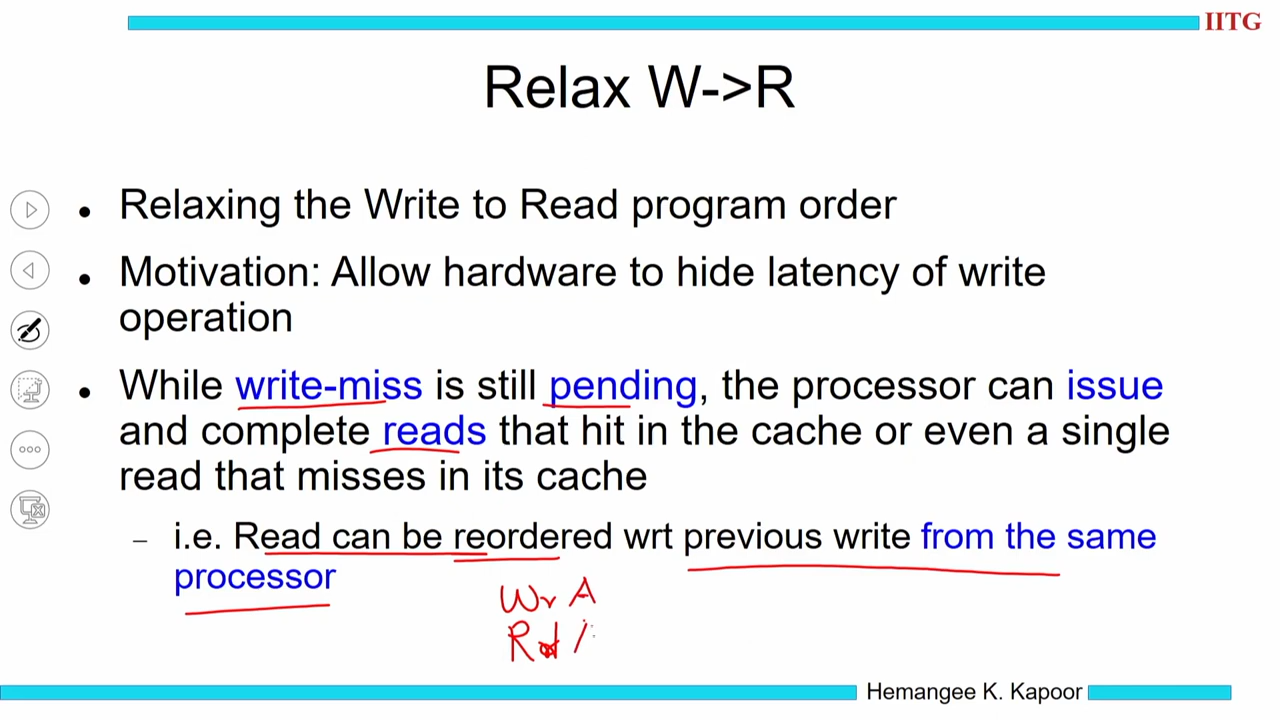 IITG
Relax W->R
• Relaxing the Write to Read program order
• Motivation: Allow hardware to hide latency of write
operation
• While write-miss is still pending, the processor can issue
and complete reads that hit in the cache or even a single
read that misses in its cache
– i.e. Read can be reordered wrt previous write from the same
processor
Wr A
Rd
Hemangee K. Kapoor